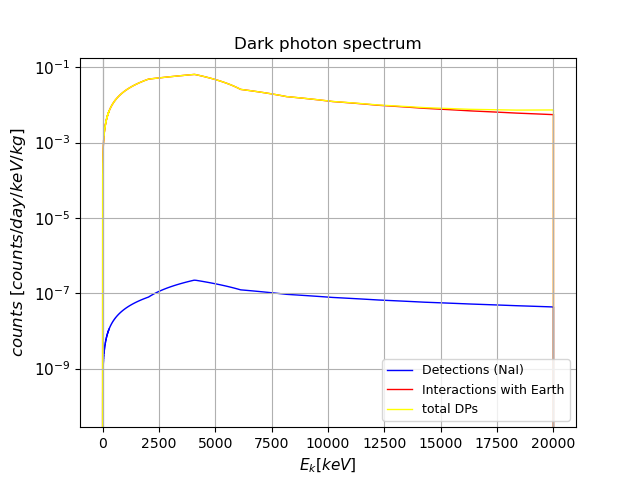 Dark photon spectrum
counts [counts/day/keV/kg]
10⁻¹
10⁻³
10⁻⁵
10⁻⁷
10⁻⁹
Detections (NaI)
Interactions with Earth
total DPs
0 2500 5000 7500 10000 12500 15000 17500 20000
Eₖ[keV]